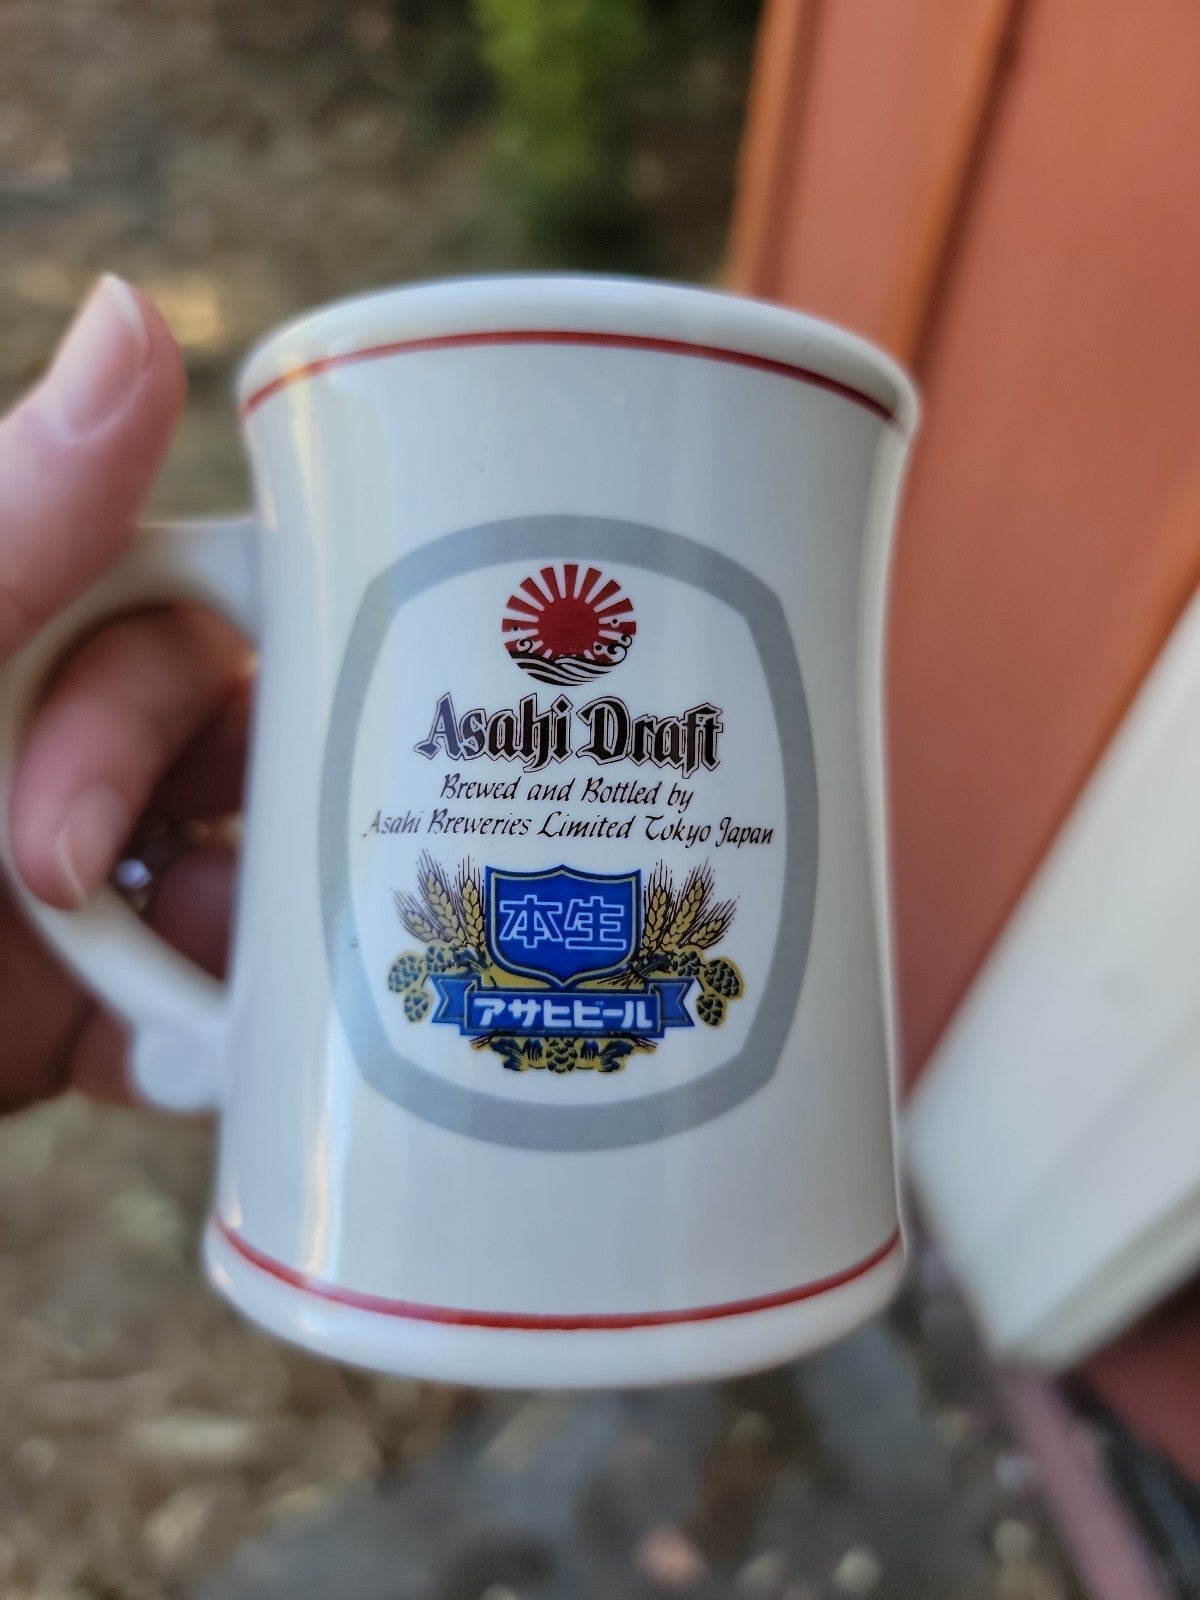 Asahi Draft
Brewed and Bottled by
Asahi Breweries Limited Tokyo Japan
本生
アサヒビール